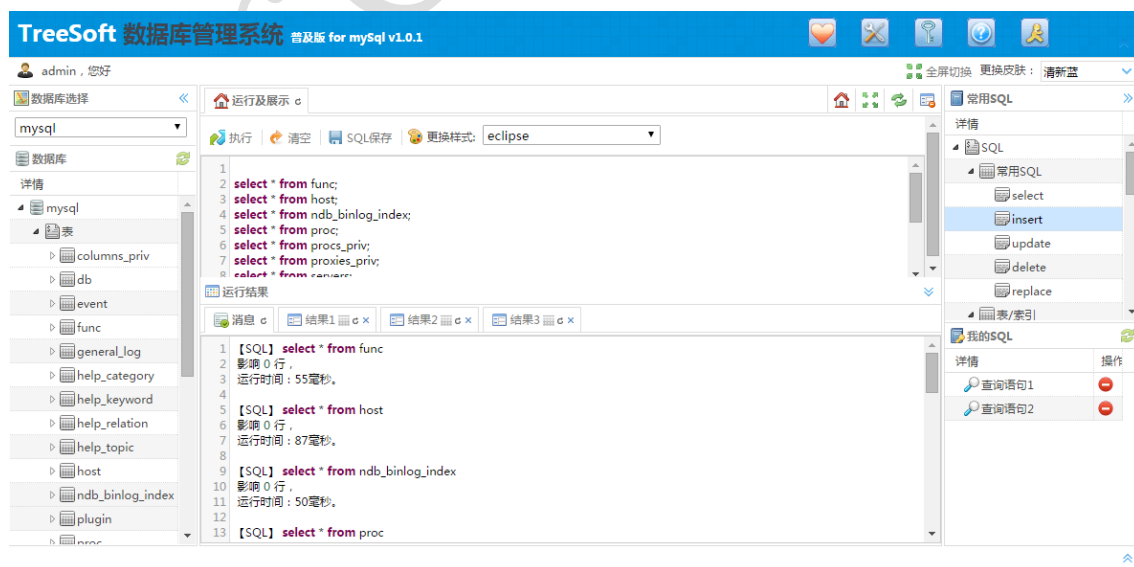 TreeSoft 数据库管理系统 普及版 for mySql v1.0.1
admin，您好
全屏切换 更换皮肤： 清新蓝
数据库选择
mysql
数据库
详情
mysql
表
columns_priv
db
event
func
general_log
help_category
help_keyword
help_relation
help_topic
host
ndb_binlog_index
plugin
proc
运行及展示
执行 清空 SQL保存 更换样式: eclipse
1
2 select * from func;
3 select * from host;
4 select * from ndb_binlog_index;
5 select * from proc;
6 select * from procs_priv;
7 select * from proxies_priv;
8 select * from servers;
运行结果
消息 结果1 结果2 结果3
1 【SQL】 select * from func
2 影响 0 行，
3 运行时间：55毫秒。
4
5 【SQL】 select * from host
6 影响 0 行，
7 运行时间：87毫秒。
8
9 【SQL】 select * from ndb_binlog_index
10 影响 0 行，
11 运行时间：50毫秒。
12
13 【SQL】 select * from proc
常用SQL
详情
SQL
常用SQL
select
insert
update
delete
replace
表/索引
我的SQL
详情 操作
查询语句1
查询语句2